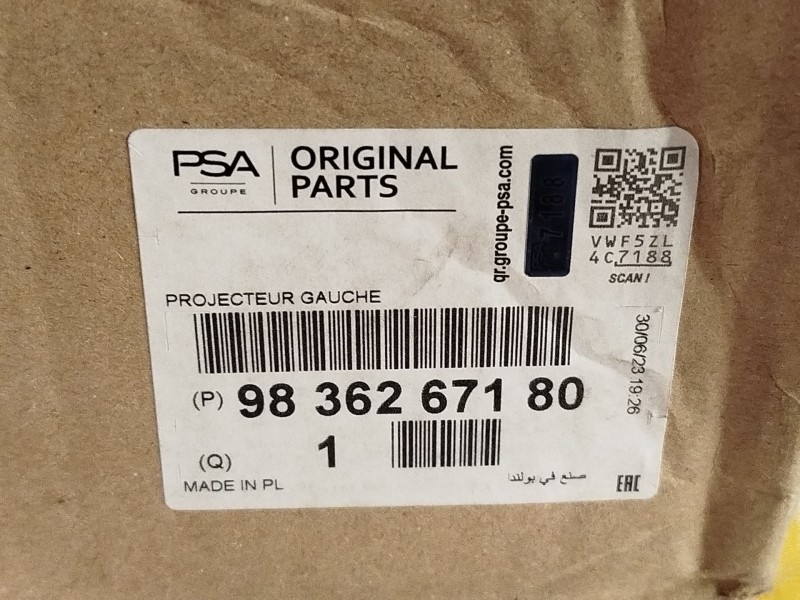 PSA
GROUPE
ORIGINAL
PARTS
qr.groupe-psa.com
7188
VWF5ZL
4C7188
SCAN!
PROJECTEUR GAUCHE
30/06/23 19:26
(P) 98 362 671 80
(Q) 1
MADE IN PL
صنع في بولندا
EAC